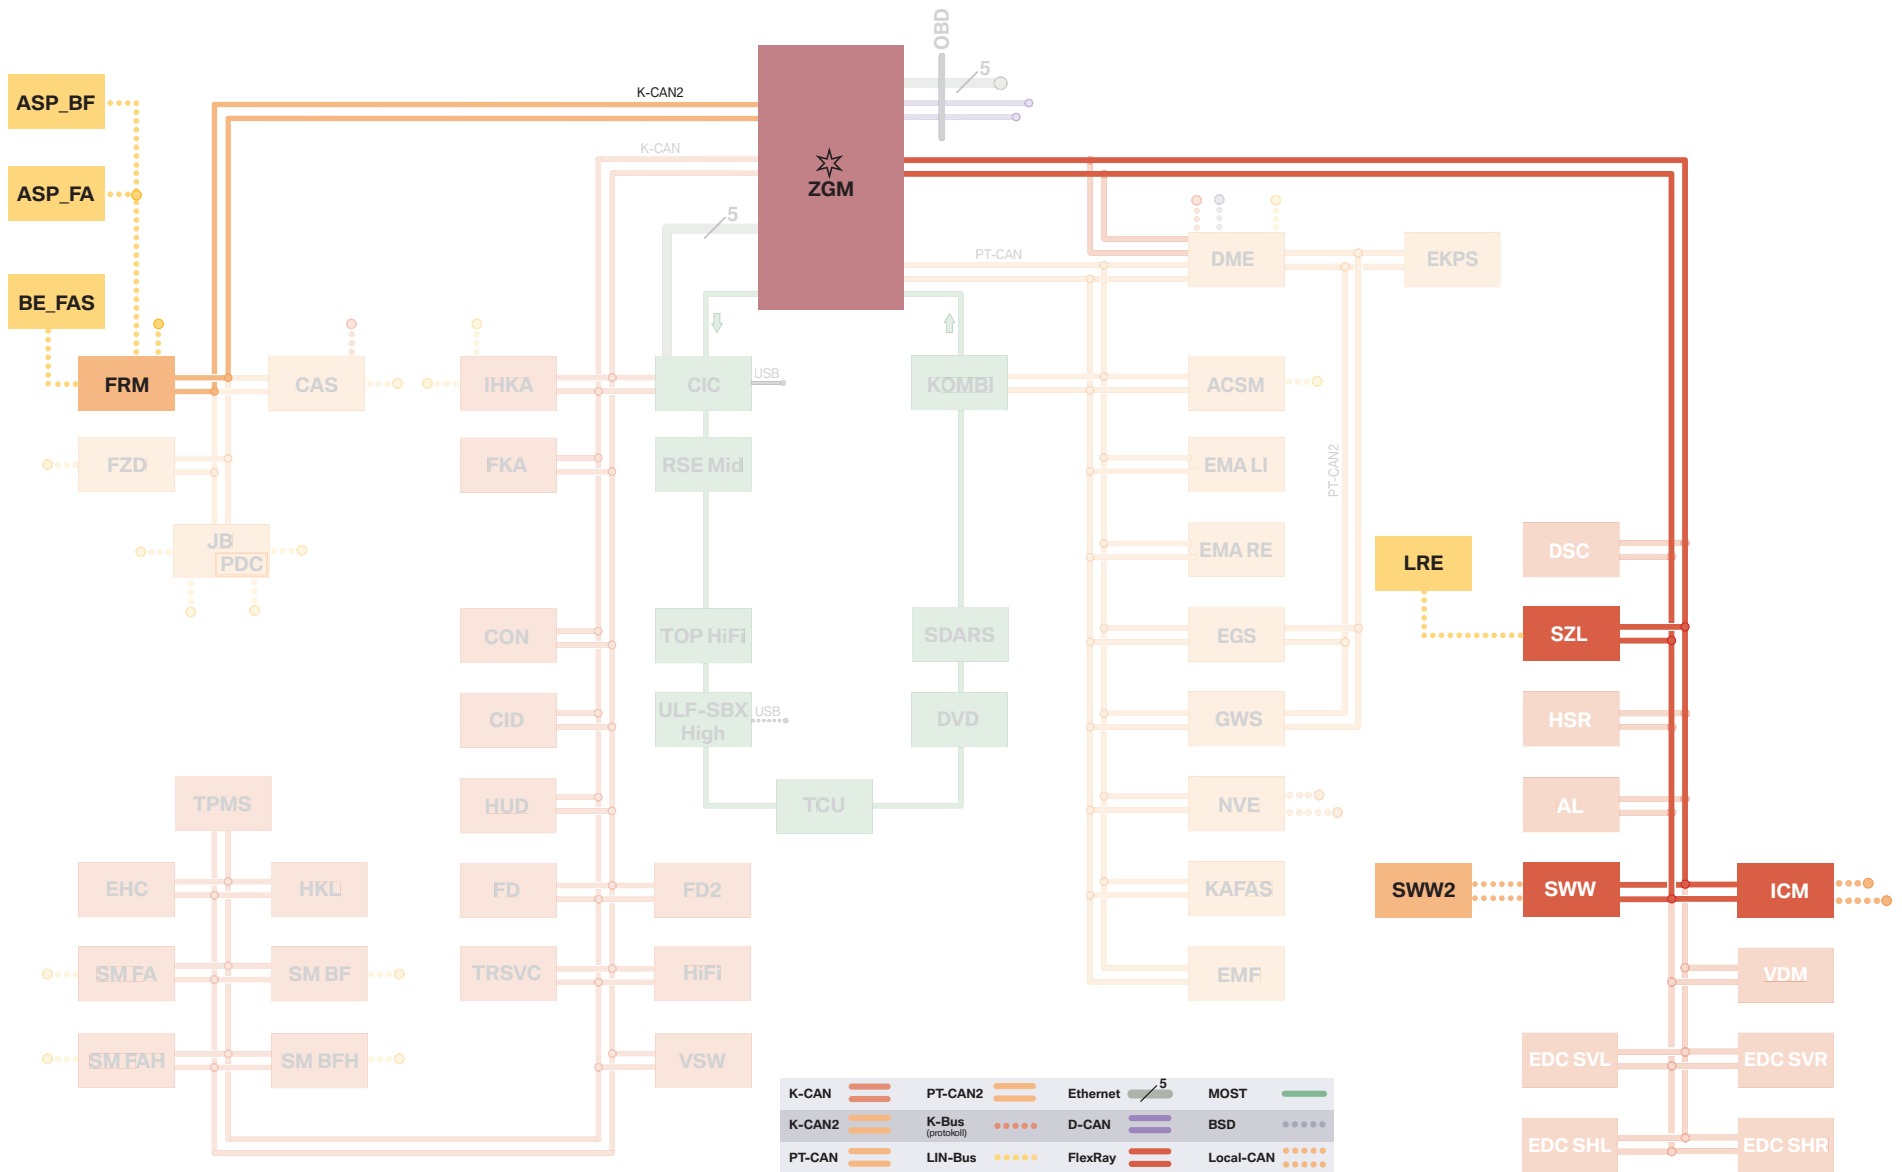 OBD
5
ASP_BF
K-CAN2
K-CAN
ZGM
ASP_FA
5
PT-CAN
DME
EKPS
BE_FAS
FRM
CAS
IHKA
CIC
USB
KOMBI
ACSM
FZD
FKA
RSE Mid
EMA LI
PT-CAN2
JB
PDC
EMA RE
LRE
DSC
CON
TOP HiFi
SDARS
EGS
SZL
CID
ULF-SBX
High
USB
DVD
GWS
HSR
TPMS
HUD
TCU
NVE
AL
EHC
HKL
FD
FD2
KAFAS
SWW2
SWW
ICM
SM FA
SM BF
TRSVC
HiFi
EMF
VDM
SM FAH
SM BFH
VSW
EDC SVL
EDC SVR
K-CAN
PT-CAN2
Ethernet
5
MOST
K-CAN2
K-Bus
(protokoll)
D-CAN
BSD
PT-CAN
LIN-Bus
FlexRay
Local-CAN
EDC SHL
EDC SHR